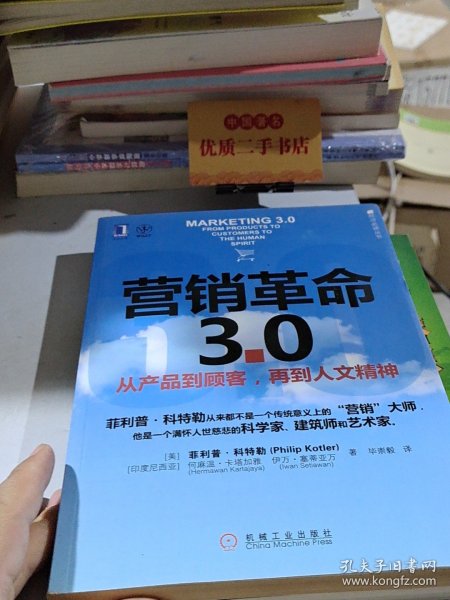 中国著名
优质二手书店
MARKETING 3.0
FROM PRODUCTS TO
CUSTOMERS TO
THE HUMAN
SPIRIT
营销革命
3.0
从产品到顾客，再到人文精神
菲利普·科特勒从来都不是一个传统意义上的“营销”大师，
他是一个满怀人世慈悲的科学家、建筑师和艺术家。
[美] 菲利普·科特勒 (Philip Kotler)
[印度尼西亚] 何麻温·卡塔加雅 伊万·塞蒂亚万 著 毕崇毅 译
(Hermawan Kartajaya) (Iwan Setiawan)
机械工业出版社
China Machine Press
孔夫子旧书网
www.kongfz.com